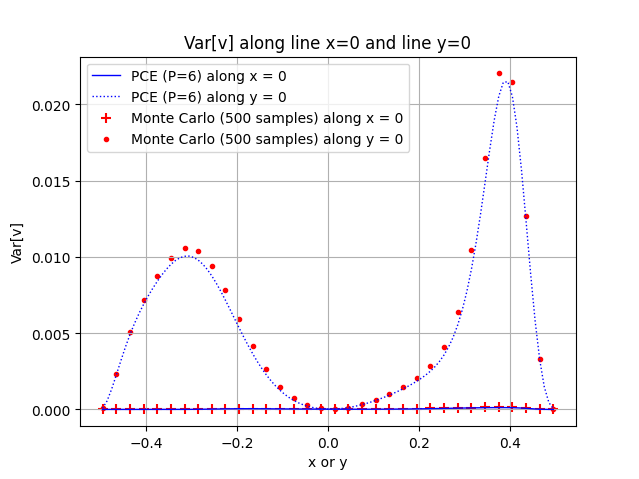 Var[v] along line x=0 and line y=0
PCE (P=6) along x = 0
PCE (P=6) along y = 0
Monte Carlo (500 samples) along x = 0
Monte Carlo (500 samples) along y = 0
Var[v]
0.020
0.015
0.010
0.005
0.000
−0.4 −0.2 0.0 0.2 0.4
x or y